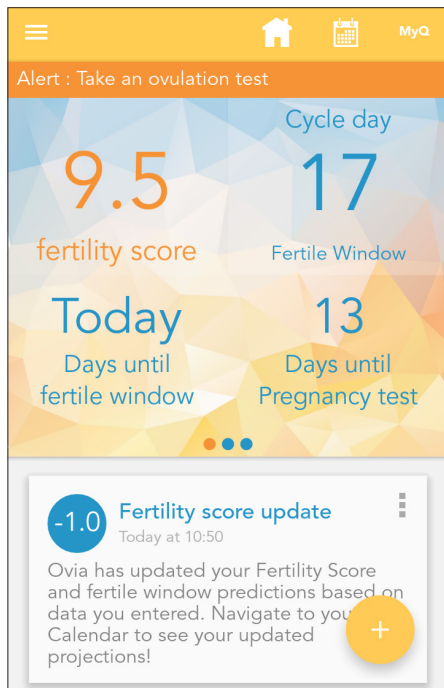 MyQ
Alert : Take an ovulation test
9.5
fertility score
Cycle day
17
Fertile Window
Today
Days until
fertile window
13
Days until
Pregnancy test
-1.0
Fertility score update
Today at 10:50
Ovia has updated your Fertility Score
and fertile window predictions based on
data you entered. Navigate to
Calendar to see your updated
projections!
+